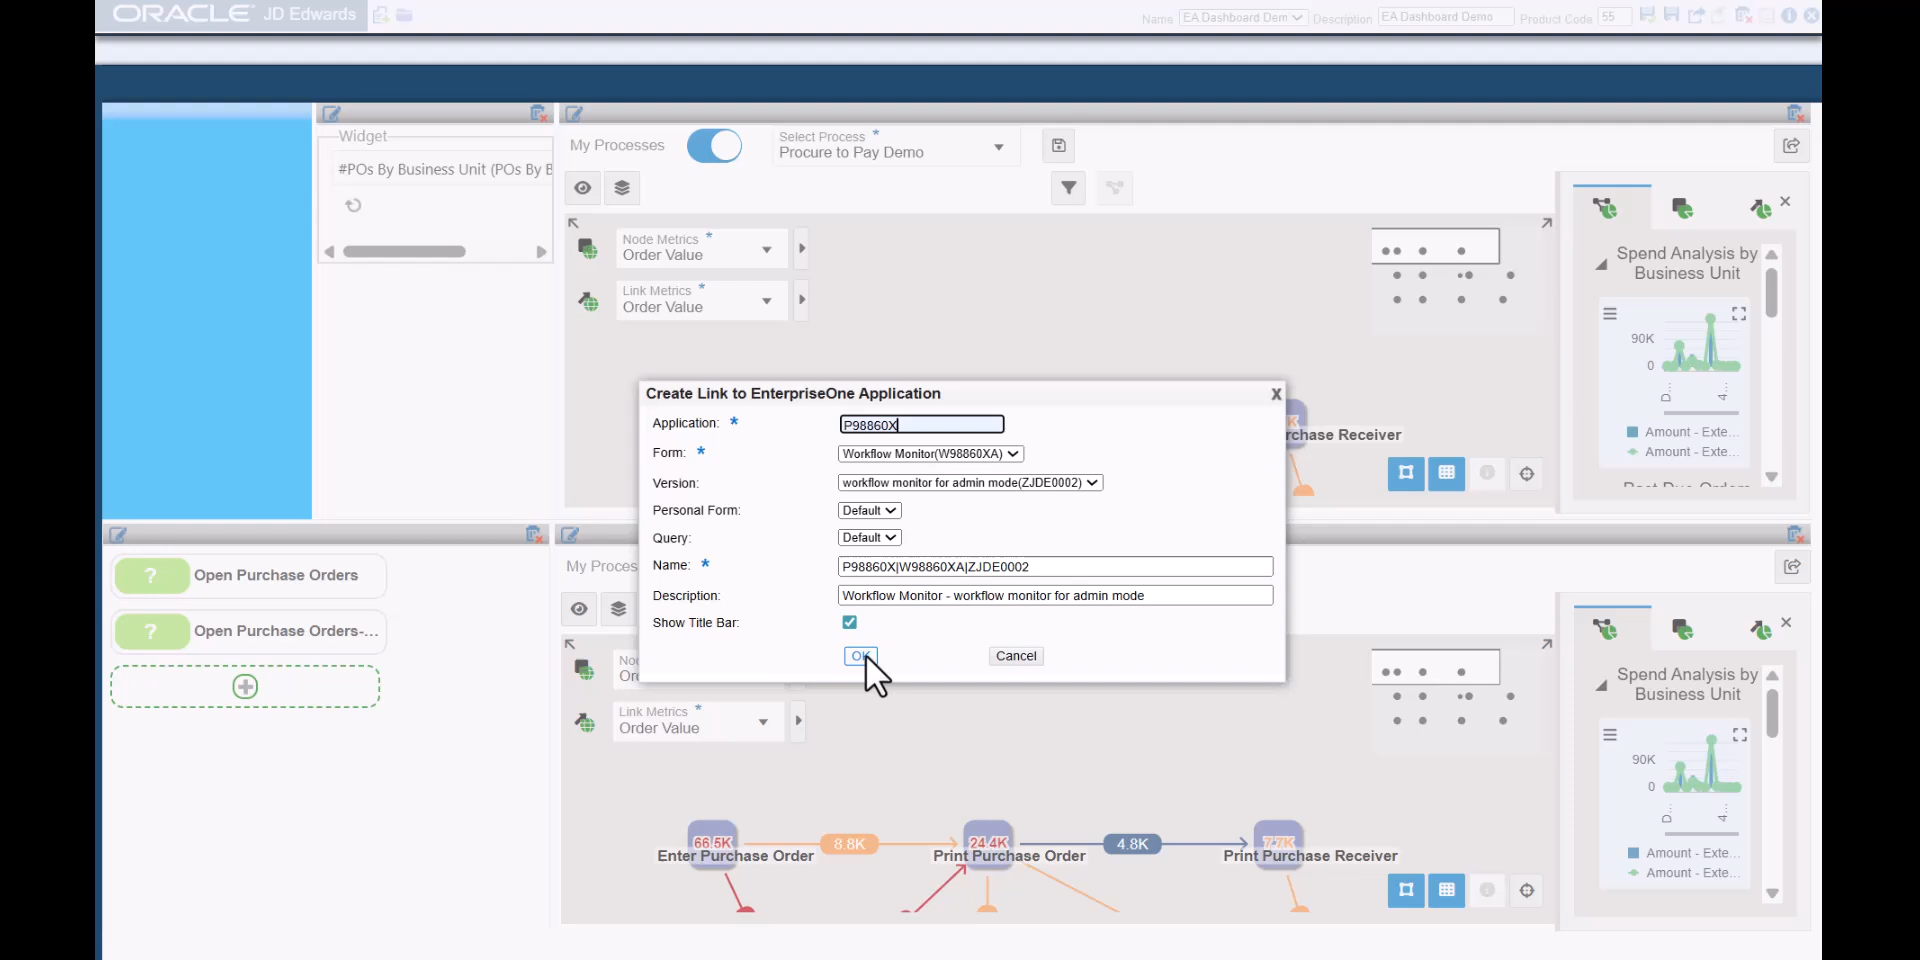 ORACLE JD Edwards
Name EA Dashboard Dem Description EA Dashboard Demo Product Code 55
Widget
#POs By Business Unit (POs By B
My Processes
Select Process *
Procure to Pay Demo
Node Metrics *
Order Value
Link Metrics *
Order Value
Spend Analysis by
Business Unit
90K
0
D...
4...
Amount - Exte...
Amount - Exte...
rchase Receiver
Create Link to EnterpriseOne Application X
Application: * P98860X
Form: * Workflow Monitor(W98860XA)
Version: workflow monitor for admin mode(ZJDE0002)
Personal Form: Default
Query: Default
Name: * P98860X|W98860XA|ZJDE0002
Description: Workflow Monitor - workflow monitor for admin mode
Show Title Bar:
OK Cancel
? Open Purchase Orders
? Open Purchase Orders-...
My Proces
Noc
Or
Link Metrics *
Order Value
Spend Analysis by
Business Unit
90K
0
D...
4...
Amount - Exte...
Amount - Exte...
66.5K 8.8K 24.4K 4.8K 7.7K
Enter Purchase Order Print Purchase Order Print Purchase Receiver